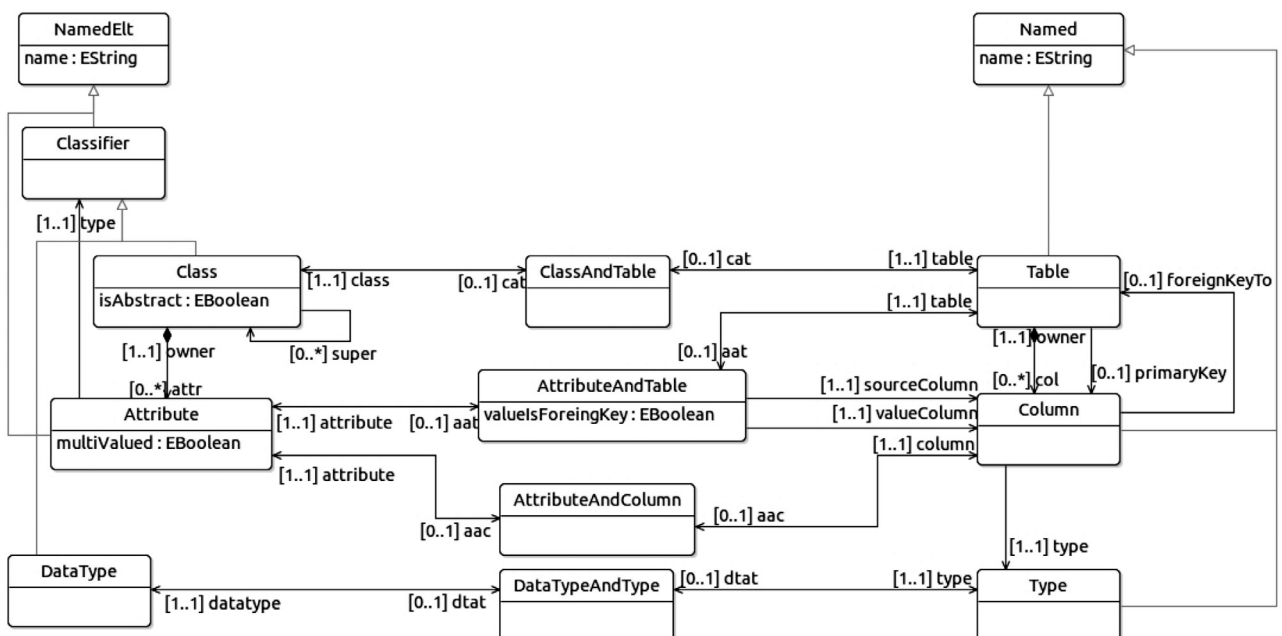 NamedElt
name : EString
Named
name : EString
Classifier
[1..1] type
Class
isAbstract : EBoolean
[1..1] class
[0..1] cat
ClassAndTable
[0..1] cat
[1..1] table
Table
[0..1] foreignKeyTo
[1..1] table
[1..1] owner
[0..*] super
[0..1] aat
[1..1] owner
[0..*] attr
[0..*] col
[0..1] primaryKey
Attribute
multiValued : EBoolean
[1..1] attribute
[0..1] aat
AttributeAndTable
valueIsForeingKey : EBoolean
[1..1] sourceColumn
[1..1] valueColumn
Column
[1..1] column
[1..1] attribute
[0..1] aac
AttributeAndColumn
[0..1] aac
[1..1] type
DataType
[1..1] datatype
[0..1] dtat
DataTypeAndType
[0..1] dtat
[1..1] type
Type